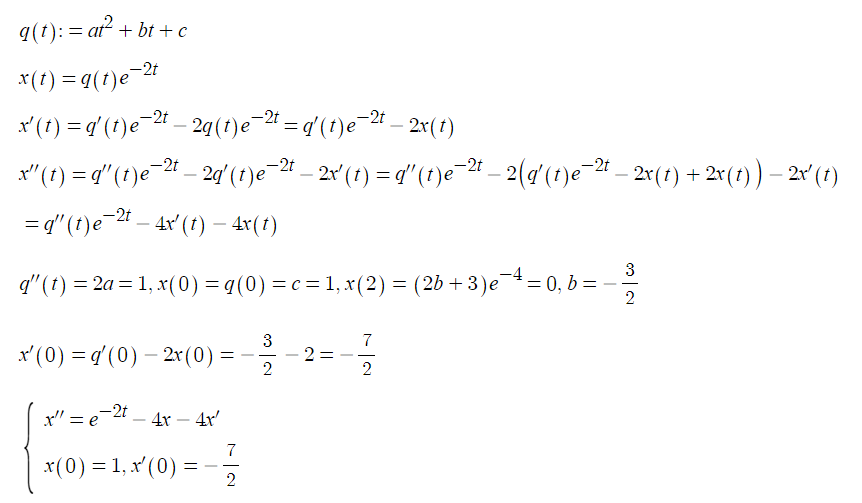 q(t):=at²+bt+c
x(t)=q(t)e^{-2t}
x′(t)=q′(t)e^{-2t}-2q(t)e^{-2t}=q′(t)e^{-2t}-2x(t)
x″(t)=q″(t)e^{-2t}-2q′(t)e^{-2t}-2x′(t)=q″(t)e^{-2t}-2(q′(t)e^{-2t}-2x(t)+2x(t))-2x′(t)
=q″(t)e^{-2t}-4x′(t)-4x(t)
q″(t)=2a=1, x(0)=q(0)=c=1, x(2)=(2b+3)e^{-4}=0, b=-3/2
x′(0)=q′(0)-2x(0)=-3/2-2=-7/2
{ x″=e^{-2t}-4x-4x′
x(0)=1, x′(0)=-7/2